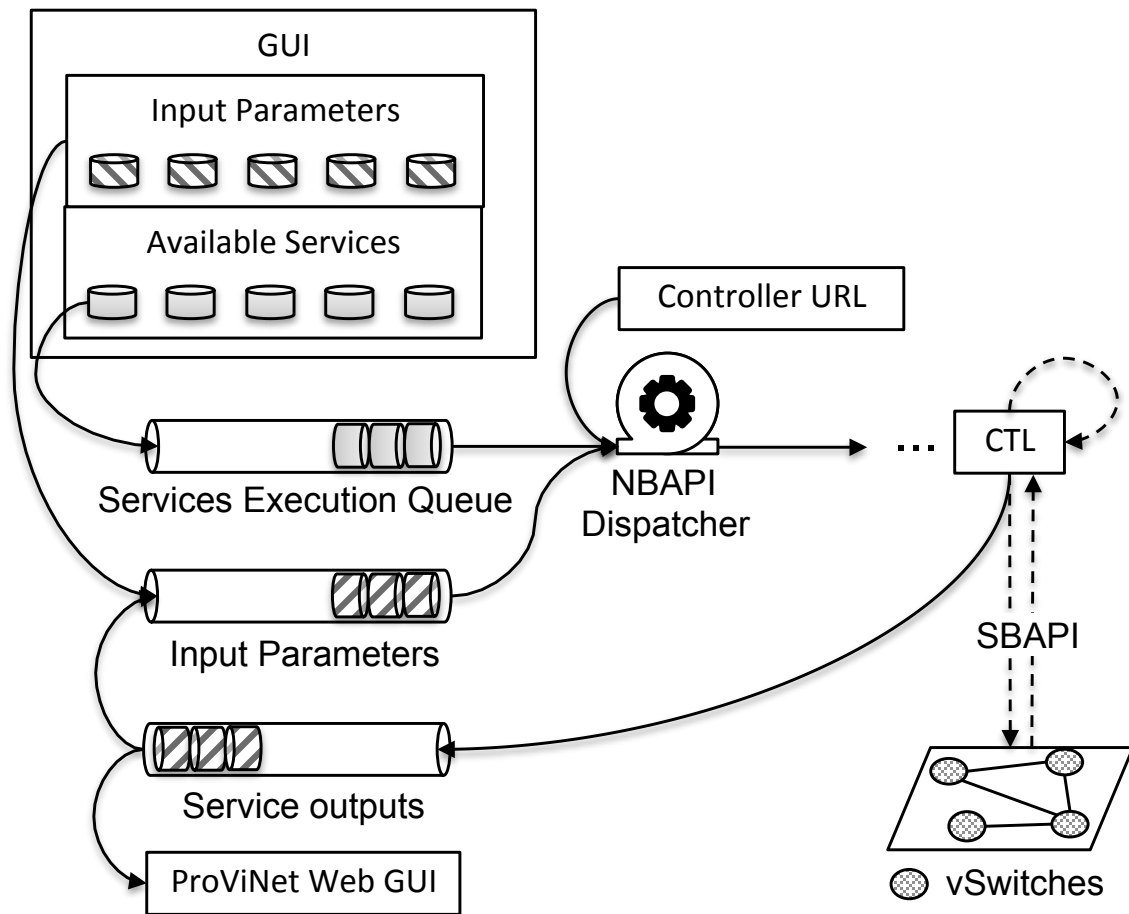 GUI
Input Parameters
Available Services
Controller URL
Services Execution Queue
NBAPI
Dispatcher
...
CTL
Input Parameters
SBAPI
Service outputs
ProViNet Web GUI
vSwitches